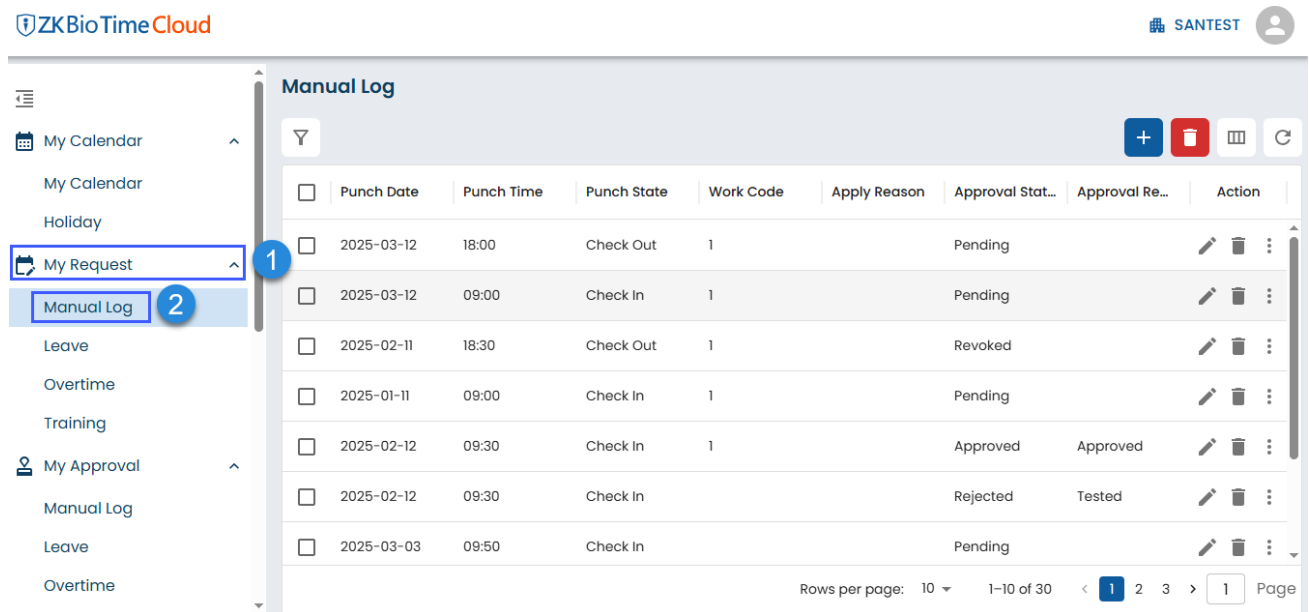 ZKBioTime Cloud
SANTEST
My Calendar
My Calendar
Holiday
My Request
1
Manual Log
2
Leave
Overtime
Training
My Approval
Manual Log
Leave
Overtime
Manual Log
Punch Date Punch Time Punch State Work Code Apply Reason Approval Stat... Approval Re... Action
2025-03-12 18:00 Check Out 1 Pending
2025-03-12 09:00 Check In 1 Pending
2025-02-11 18:30 Check Out 1 Revoked
2025-01-11 09:00 Check In 1 Pending
2025-02-12 09:30 Check In 1 Approved Approved
2025-02-12 09:30 Check In Rejected Tested
2025-03-03 09:50 Check In Pending
Rows per page: 10 1–10 of 30 < 1 2 3 > 1 Page